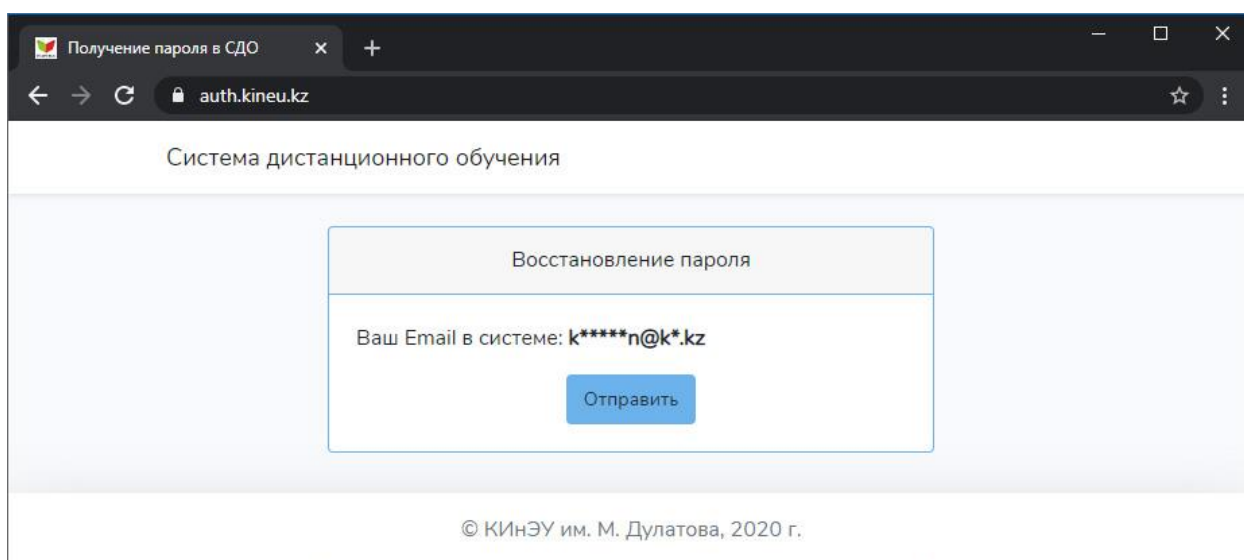 Получение пароля в СДО
auth.kineu.kz
Система дистанционного обучения
Восстановление пароля
Ваш Email в системе: k*****n@k*.kz
Отправить
© КИнЭУ им. М. Дулатова, 2020 г.